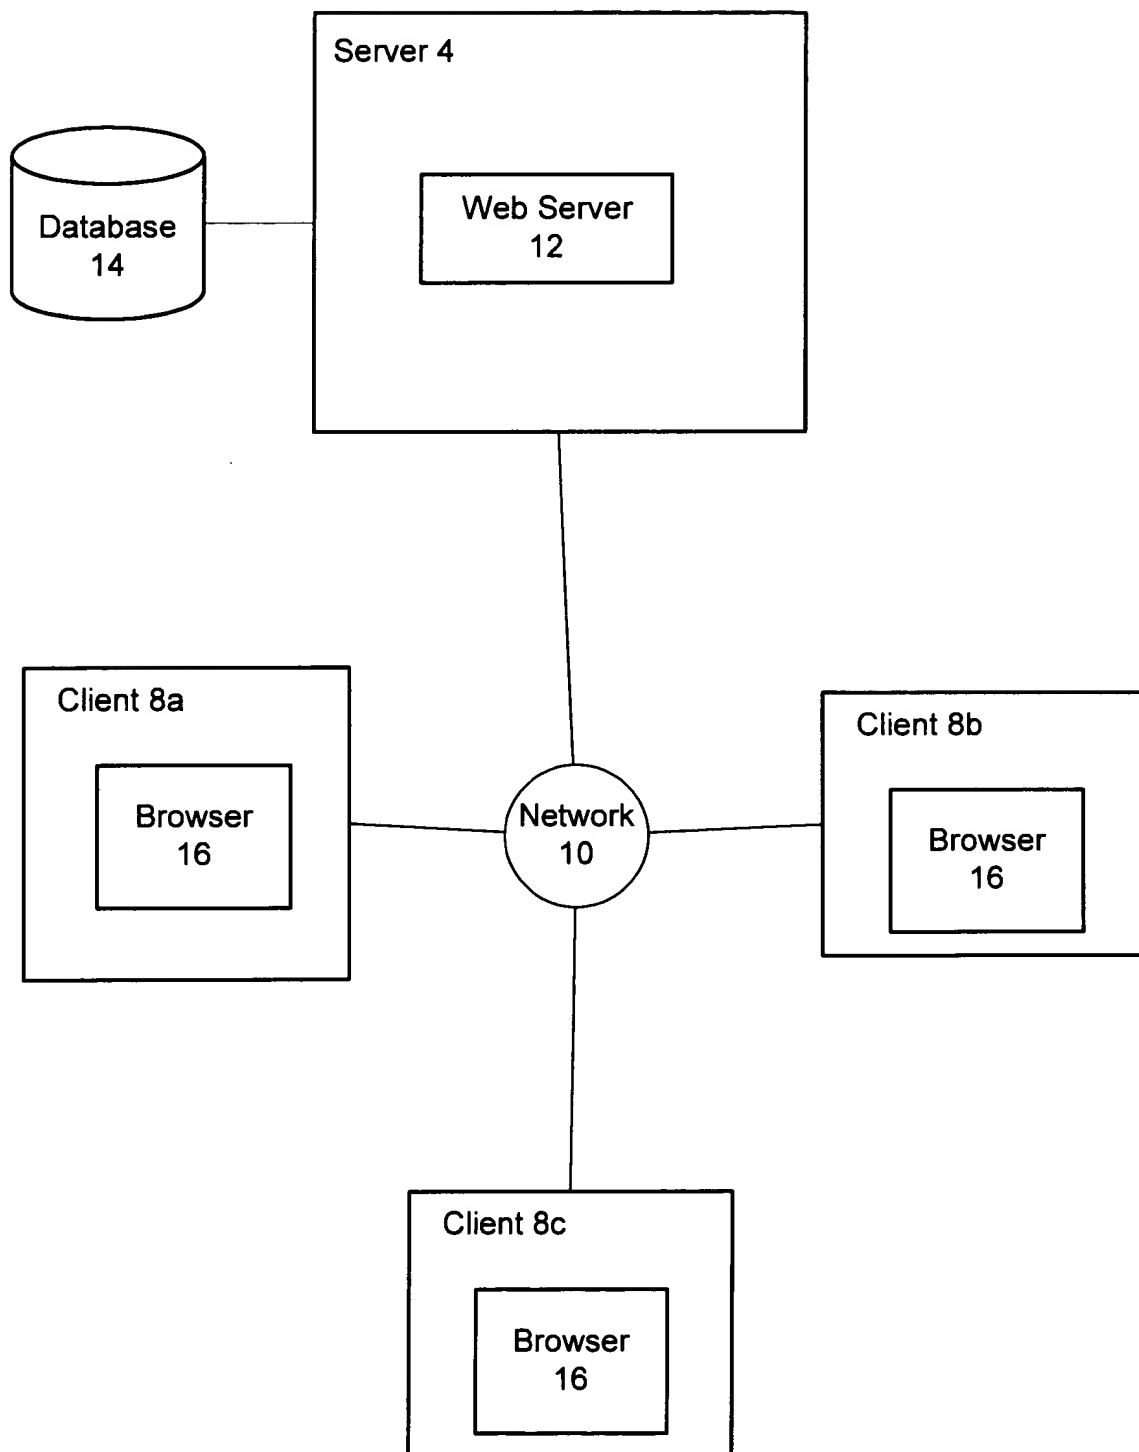 Server 4
Web Server
12
Database
14
Client 8a
Browser
16
Network
10
Client 8b
Browser
16
Client 8c
Browser
16